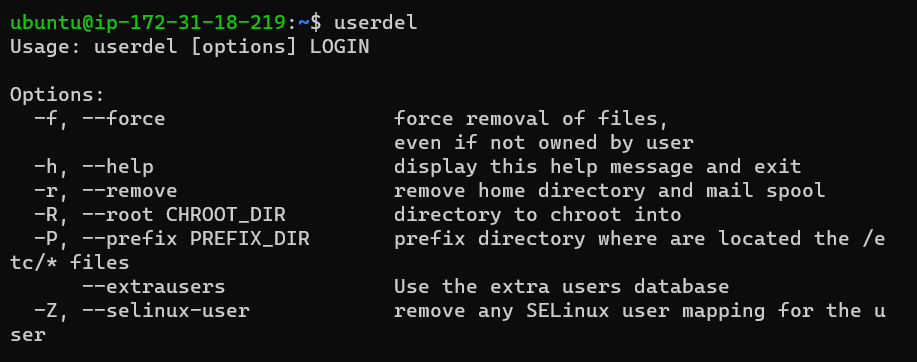 ubuntu@ip-172-31-18-219:~$ userdel
Usage: userdel [options] LOGIN

Options:
  -f, --force                   force removal of files,
                                even if not owned by user
  -h, --help                    display this help message and exit
  -r, --remove                  remove home directory and mail spool
  -R, --root CHROOT_DIR         directory to chroot into
  -P, --prefix PREFIX_DIR       prefix directory where are located the /e
tc/* files
      --extrausers              Use the extra users database
  -Z, --selinux-user            remove any SELinux user mapping for the u
ser